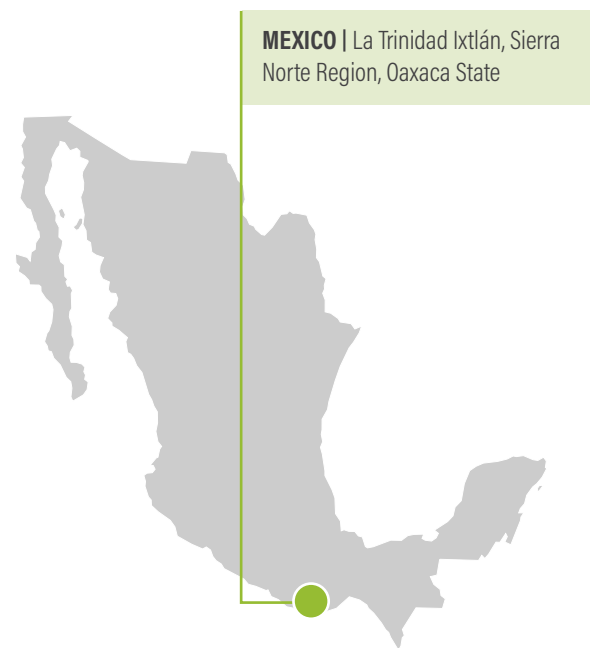 MEXICO | La Trinidad Ixtlán, Sierra
Norte Region, Oaxaca State